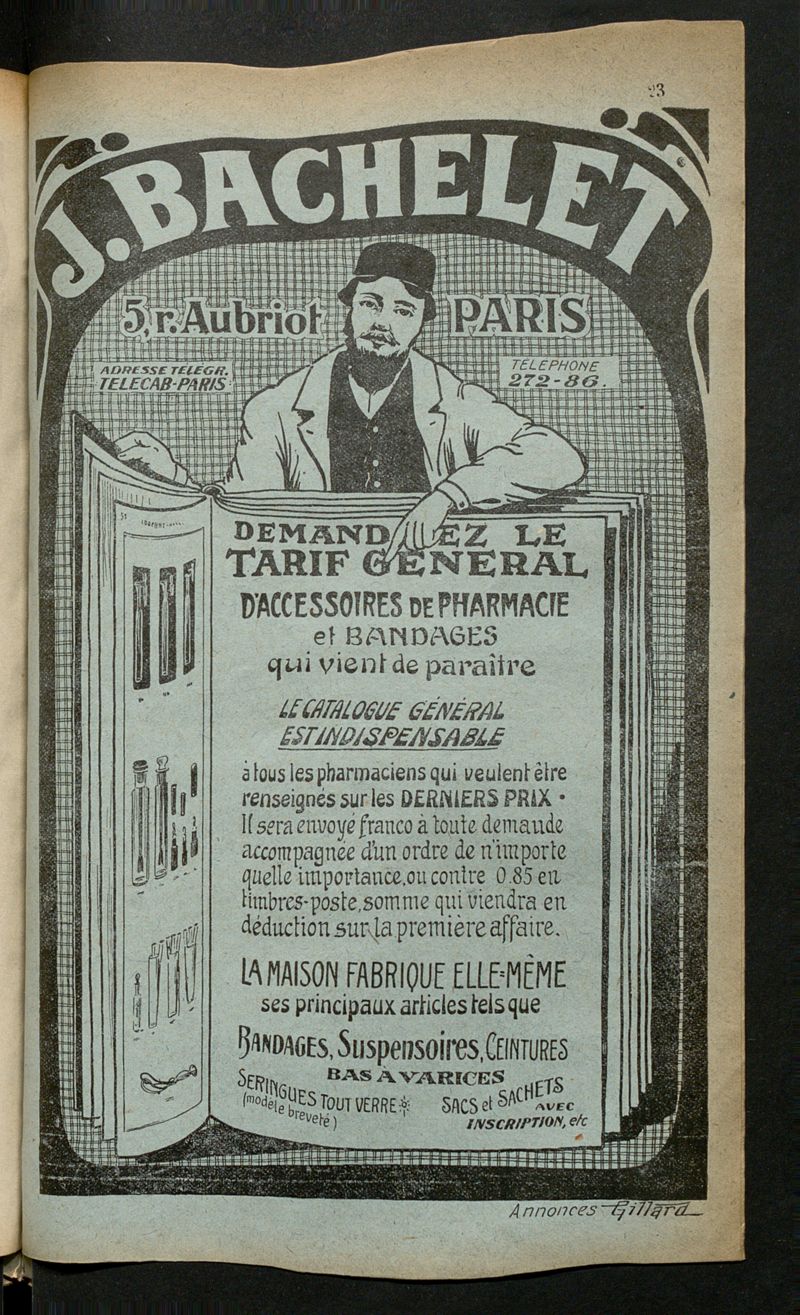 23
J. BACHELET
5, r. Aubriot PARIS
ADRESSE TELEGR.
TELECAB-PARIS
TÉLÉPHONE
272-86.
DEMANDEZ LE
TARIF GÉNÉRAL
D'ACCESSOIRES DE PHARMACIE
et BANDAGES
qui vient de paraître
LE CATALOGUE GÉNÉRAL
EST INDISPENSABLE
à tous les pharmaciens qui veulent être
renseignés sur les DERNIERS PRIX.
Il sera envoyé franco à toute demande
accompagnée d'un ordre de n'importe
quelle importance, ou contre 0,85 en
timbres-poste, somme qui viendra en
déduction sur la première affaire.
LA MAISON FABRIQUE ELLE-MÊME
ses principaux articles tels que
BANDAGES, Suspensoires, CEINTURES
BAS A VARICES
SERINGUES TOUT VERRE
(modèle breveté)
SACS et SACHETS
AVEC
INSCRIPTION, etc
Annonces Gillard